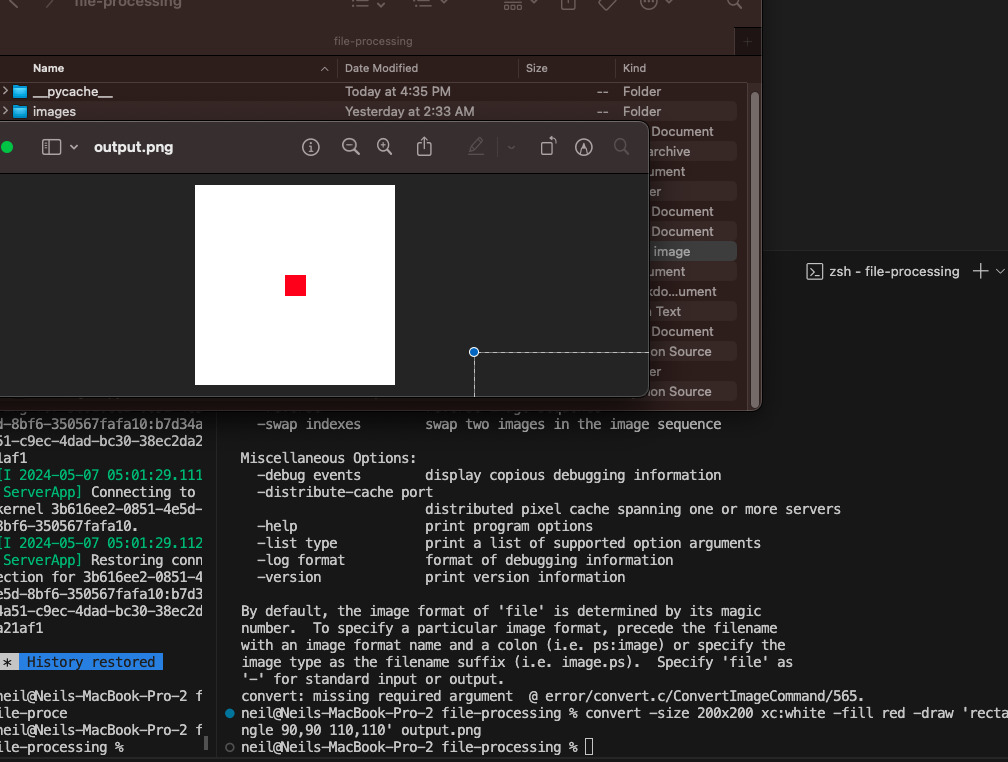 file-processing
file-processing
Name Date Modified Size Kind
__pycache__ Today at 4:35 PM -- Folder
images Yesterday at 2:33 AM -- Folder
output.png
Document
archive
ument
er
Document
Document
image
ument
kdo...ument
Text
Document
on Source
er
on Source
zsh - file-processing
d-8bf6-350567fafa10:b7d34a
51-c9ec-4dad-bc30-38ec2da2
1af1
[I 2024-05-07 05:01:29.111
ServerApp] Connecting to
kernel 3b616ee2-0851-4e5d-
8bf6-350567fafa10.
[I 2024-05-07 05:01:29.112
ServerApp] Restoring conn
ection for 3b616ee2-0851-4
e5d-8bf6-350567fafa10:b7d3
4a51-c9ec-4dad-bc30-38ec2d
a21af1
* History restored
neil@Neils-MacBook-Pro-2 f
ile-proce
neil@Neils-MacBook-Pro-2 f
ile-processing %
-swap indexes swap two images in the image sequence
Miscellaneous Options:
-debug events display copious debugging information
-distribute-cache port
distributed pixel cache spanning one or more servers
-help print program options
-list type print a list of supported option arguments
-log format format of debugging information
-version print version information
By default, the image format of 'file' is determined by its magic
number. To specify a particular image format, precede the filename
with an image format name and a colon (i.e. ps:image) or specify the
image type as the filename suffix (i.e. image.ps). Specify 'file' as
'-' for standard input or output.
convert: missing required argument @ error/convert.c/ConvertImageCommand/565.
neil@Neils-MacBook-Pro-2 file-processing % convert -size 200x200 xc:white -fill red -draw 'recta
ngle 90,90 110,110' output.png
neil@Neils-MacBook-Pro-2 file-processing %